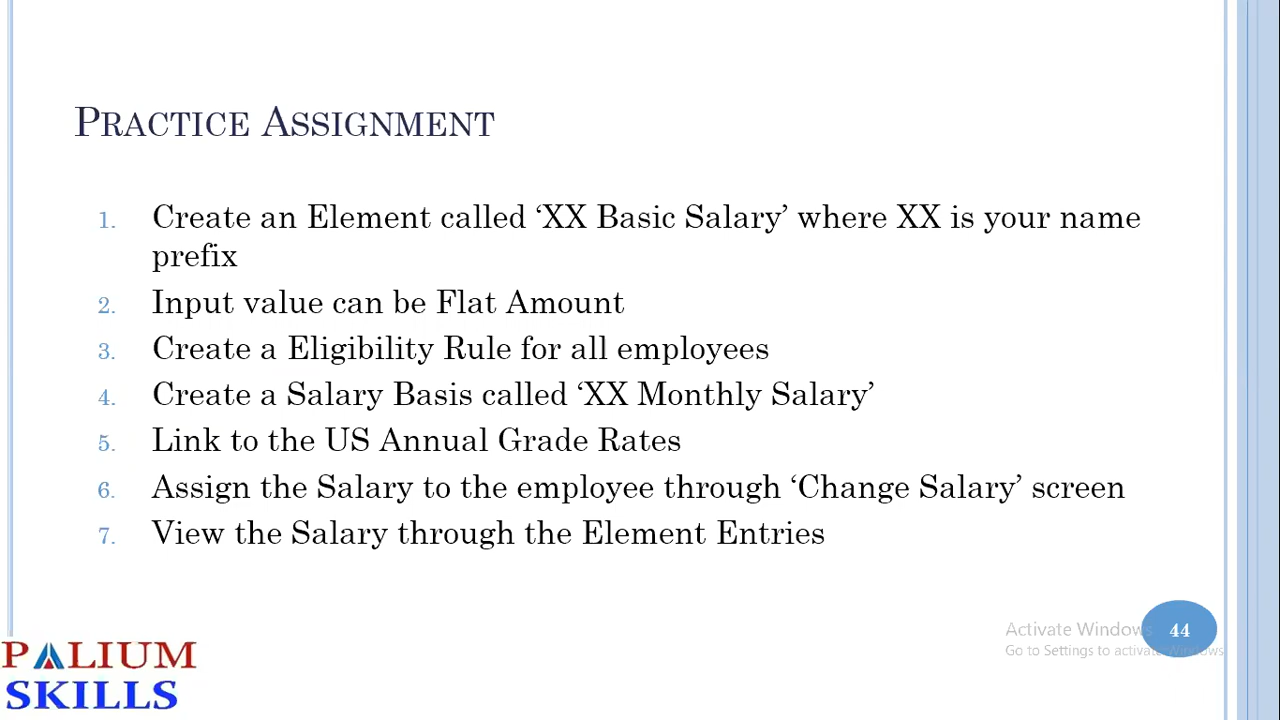 PRACTICE ASSIGNMENT
1. Create an Element called ‘XX Basic Salary’ where XX is your name
prefix
2. Input value can be Flat Amount
3. Create a Eligibility Rule for all employees
4. Create a Salary Basis called ‘XX Monthly Salary’
5. Link to the US Annual Grade Rates
6. Assign the Salary to the employee through ‘Change Salary’ screen
7. View the Salary through the Element Entries
Activate Windows
44
Go to Settings to activate Windows
PALIUM
SKILLS